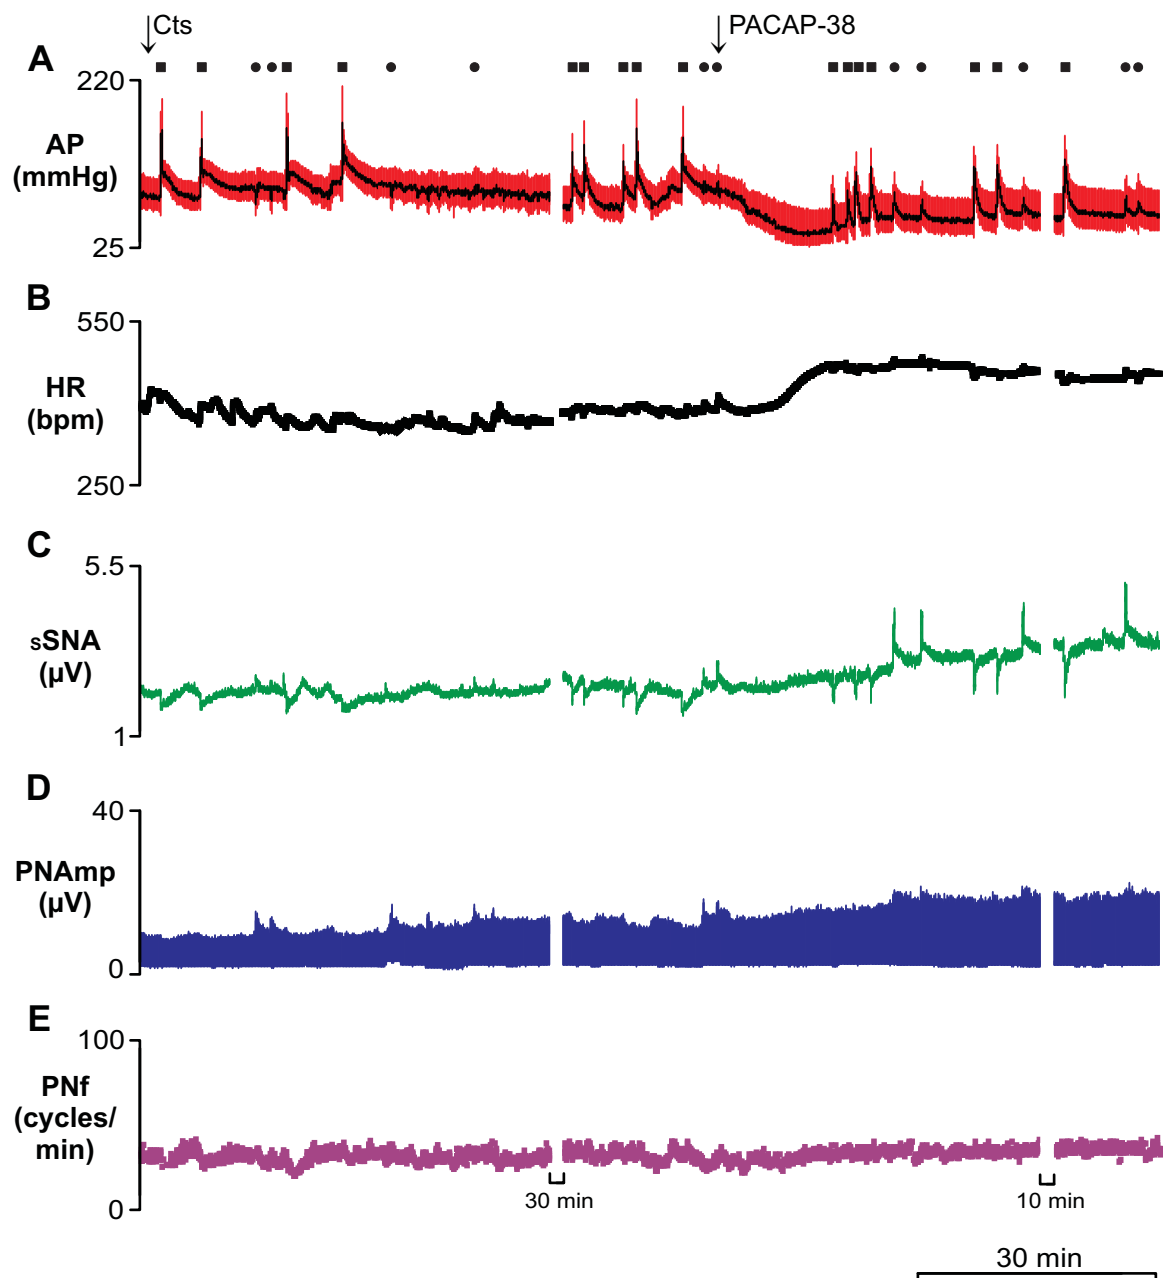 Cts
PACAP-38
A
220
AP
(mmHg)
25
B
550
HR
(bpm)
250
C
5.5
sSNA
(µV)
1
D
40
PNAmp
(µV)
0
E
100
PNf
(cycles/
min)
0
30 min
10 min
30 min